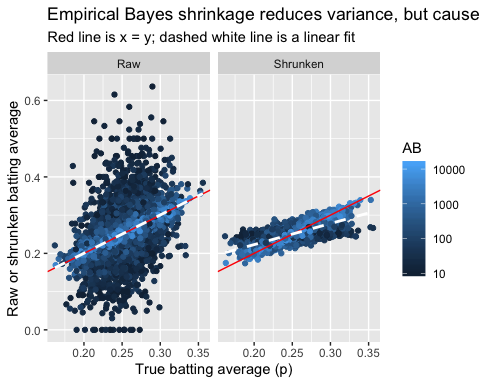 Empirical Bayes shrinkage reduces variance, but cause
Red line is x = y; dashed white line is a linear fit
Raw
Shrunken
Raw or shrunken batting average
0.6
0.4
0.2
0.0
0.20 0.25 0.30 0.35
0.20 0.25 0.30 0.35
True batting average (p)
AB
10000
1000
100
10